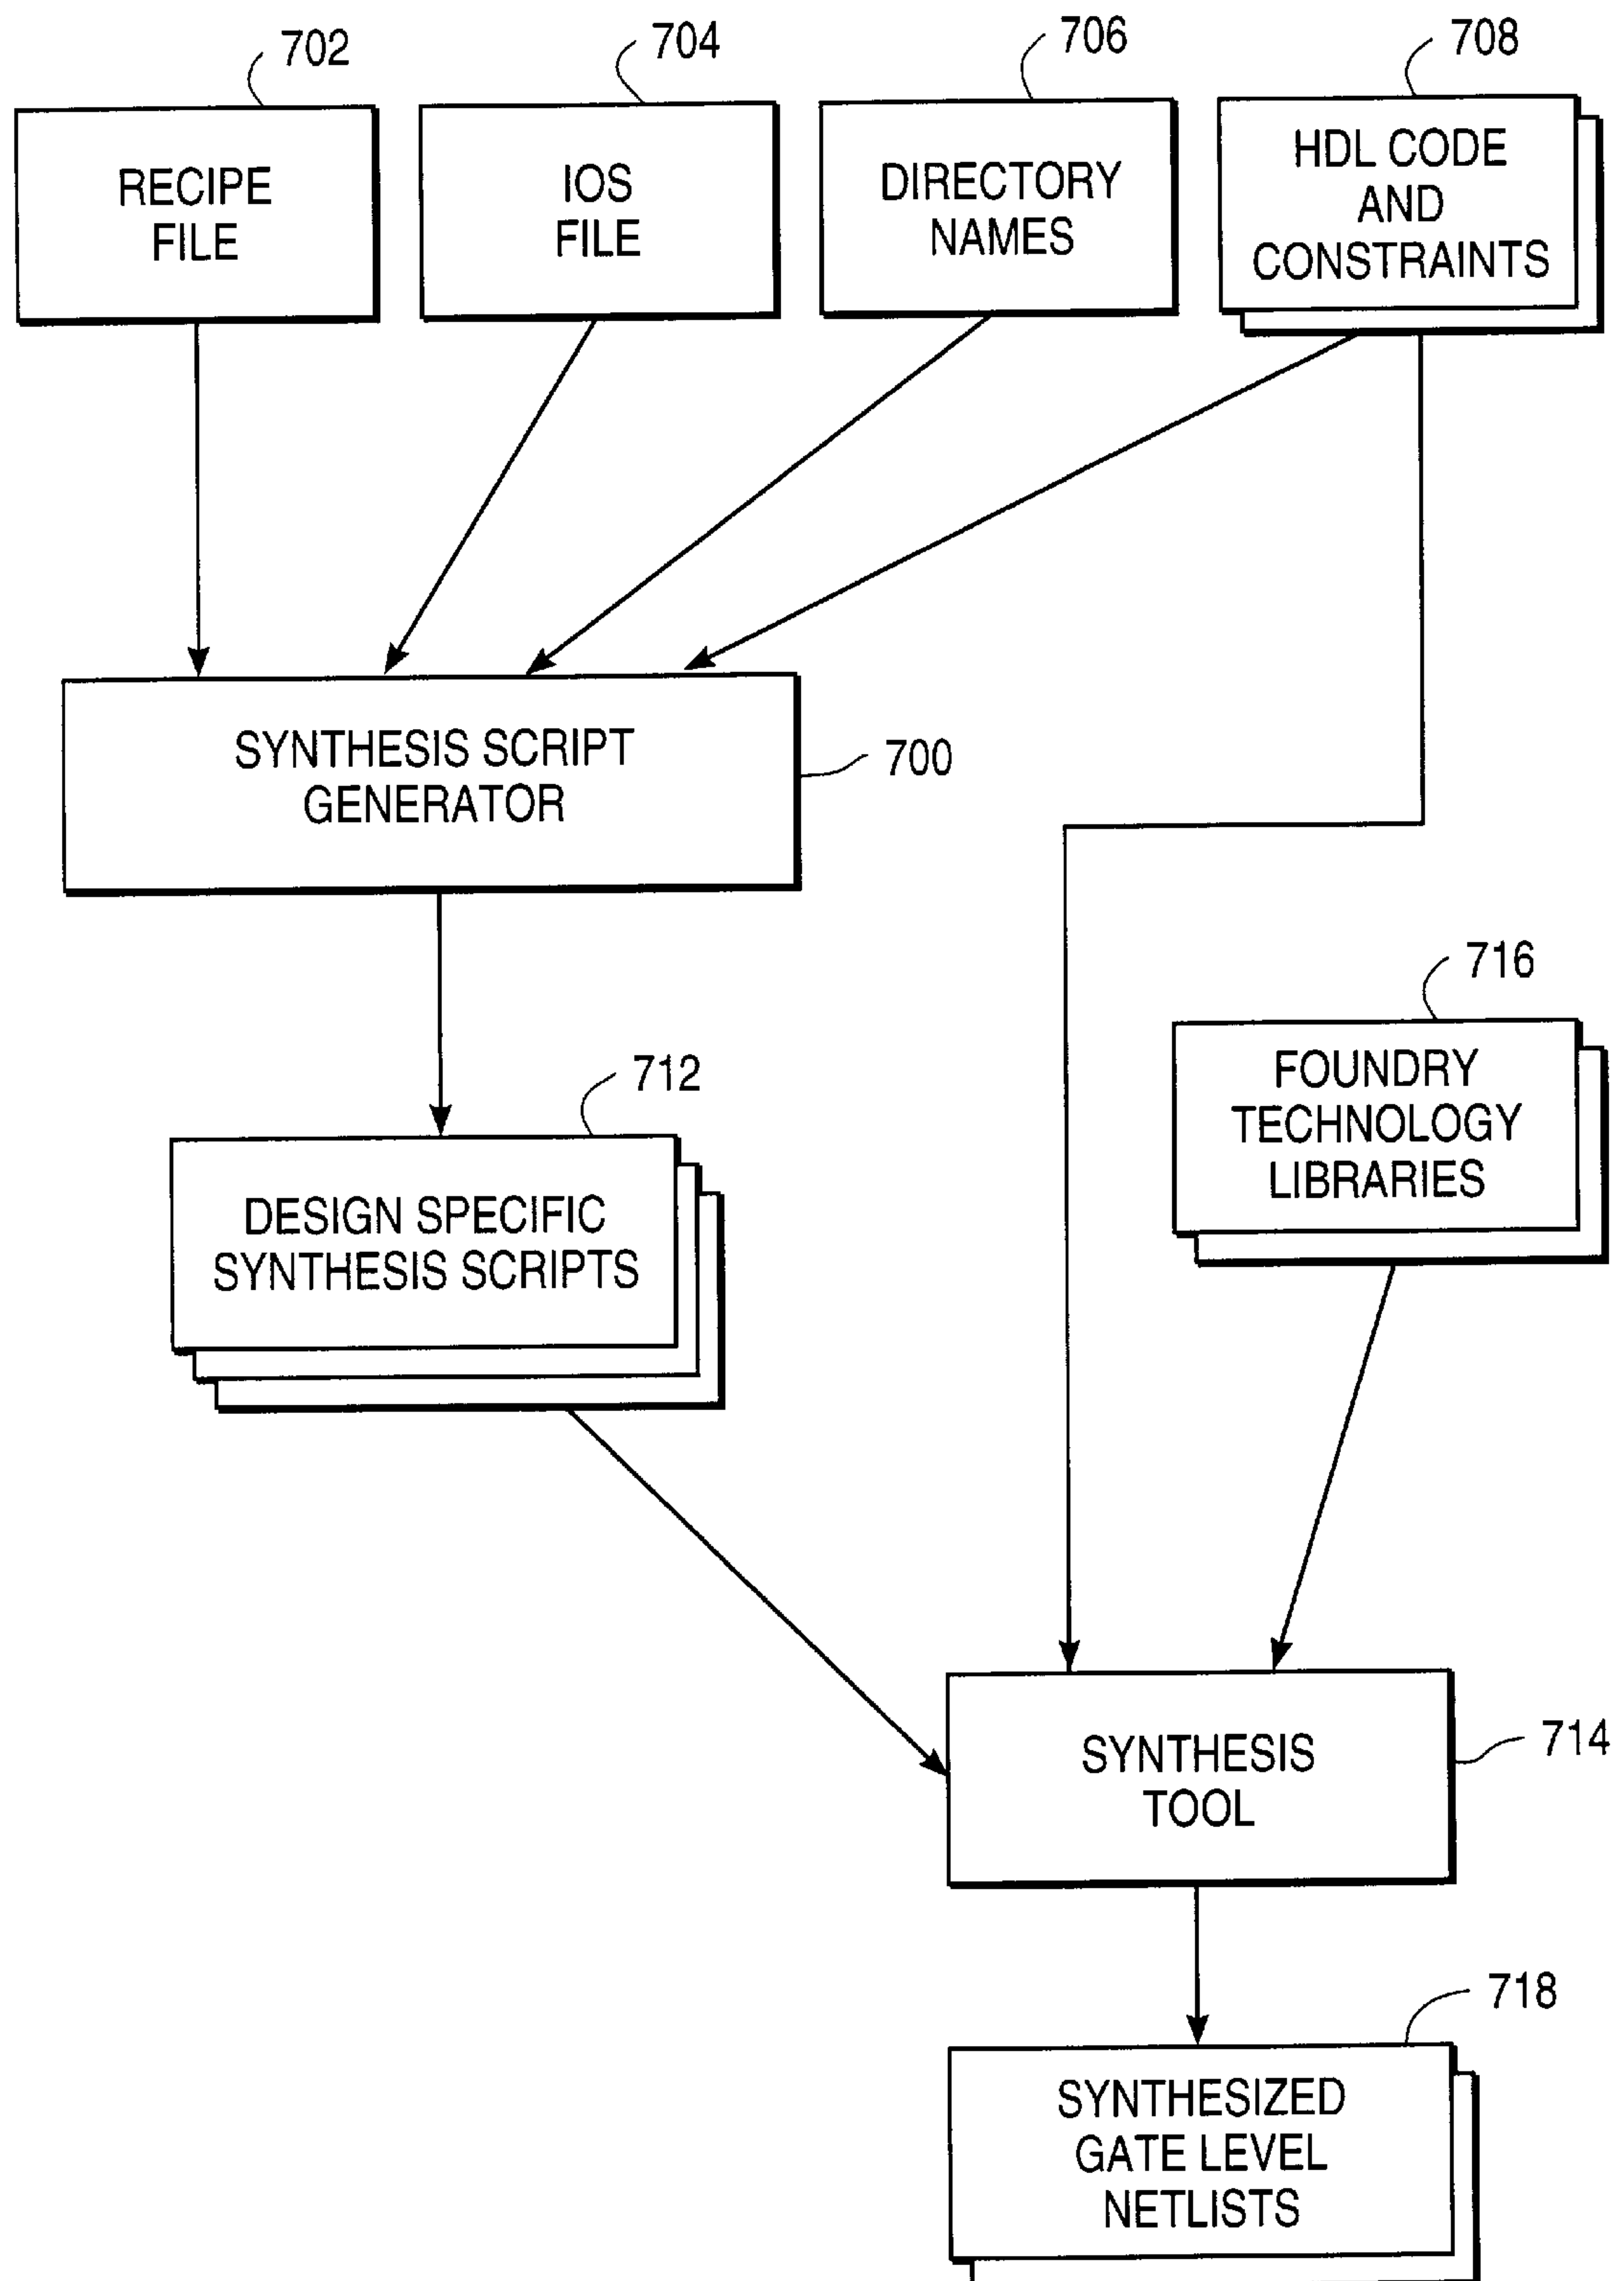 702
704
706
708
RECIPE
FILE
IOS
FILE
DIRECTORY
NAMES
HDL CODE
AND
CONSTRAINTS
SYNTHESIS SCRIPT
GENERATOR
700
716
FOUNDRY
TECHNOLOGY
LIBRARIES
712
DESIGN SPECIFIC
SYNTHESIS SCRIPTS
SYNTHESIS
TOOL
714
718
SYNTHESIZED
GATE LEVEL
NETLISTS